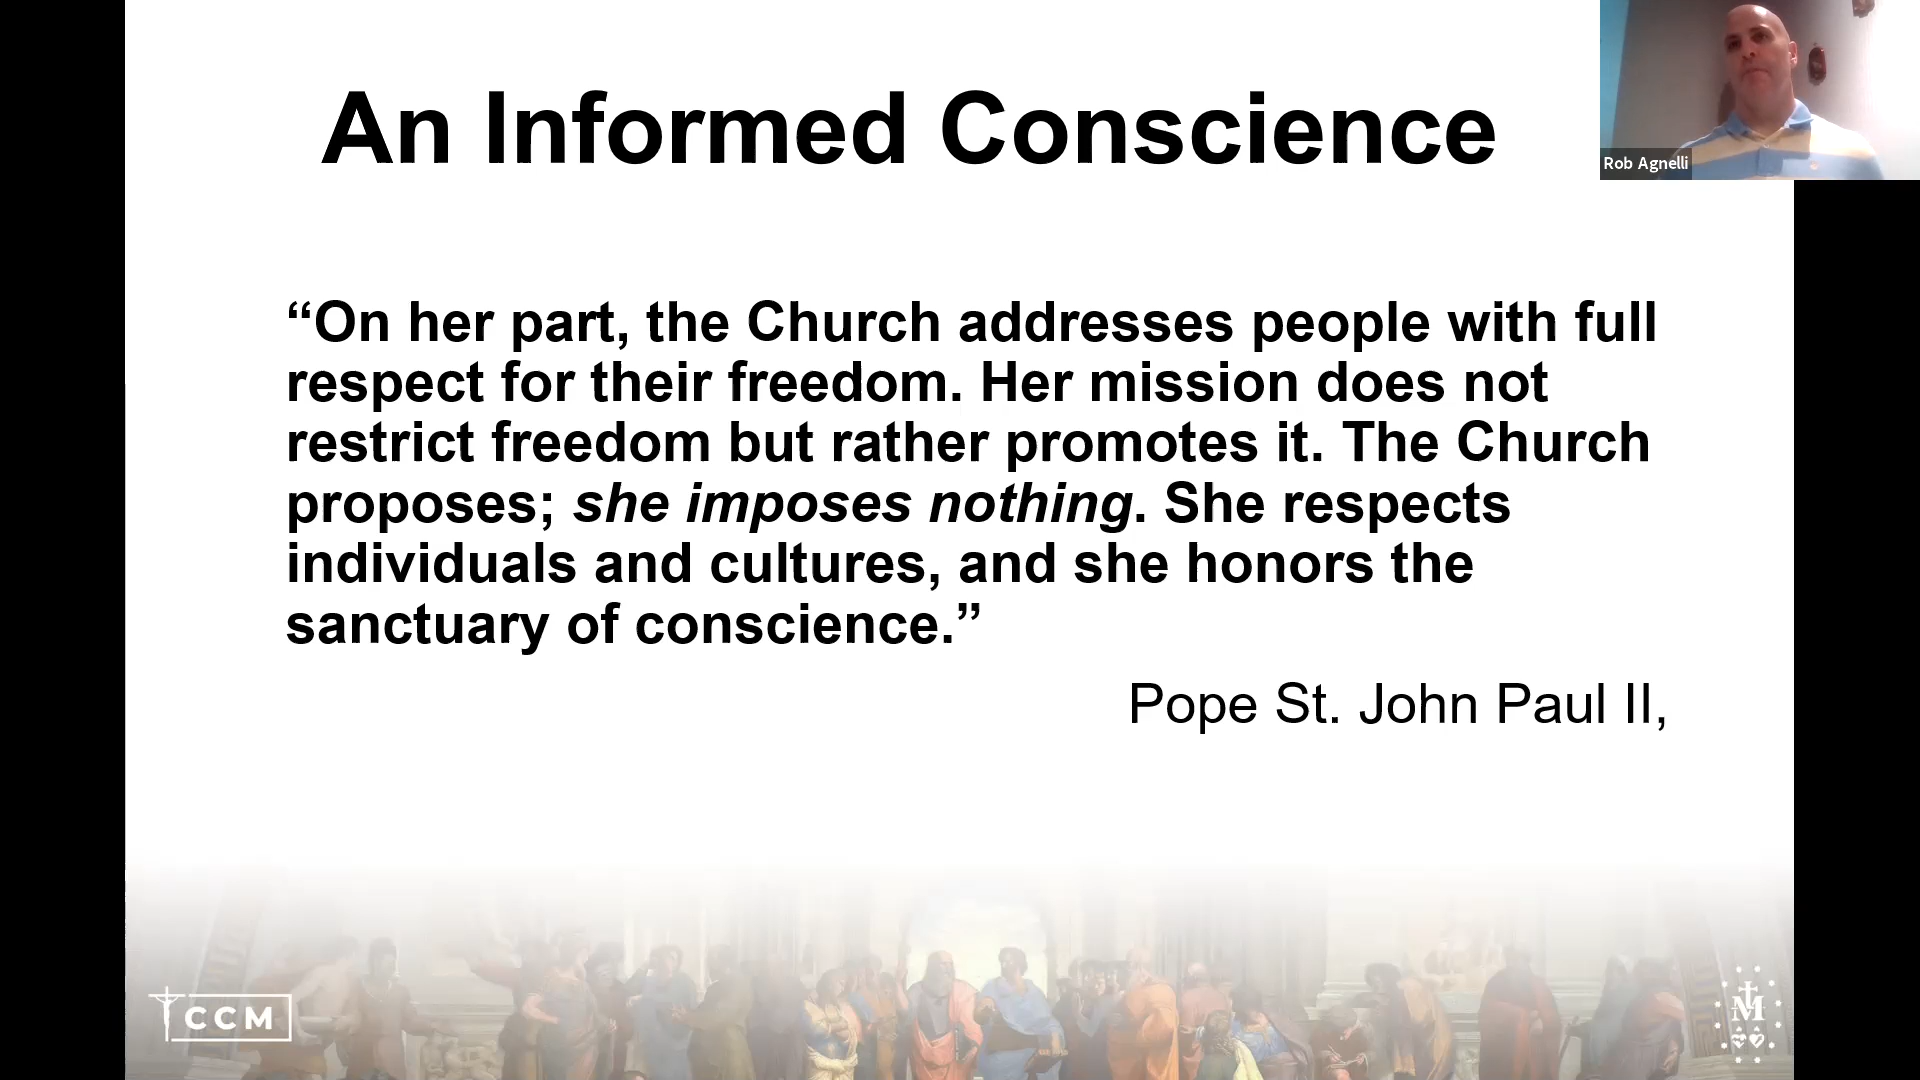 An Informed Conscience
Rob Agnelli
“On her part, the Church addresses people with full
respect for their freedom. Her mission does not
restrict freedom but rather promotes it. The Church
proposes; she imposes nothing. She respects
individuals and cultures, and she honors the
sanctuary of conscience.”
Pope St. John Paul II,
CCM
M